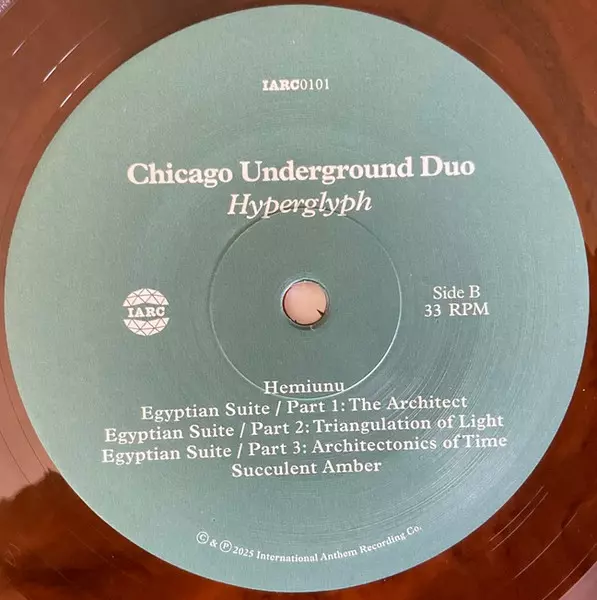 IARC0101
Chicago Underground Duo
Hyperglyph
IARC
Side B
33 RPM
Hemiunu
Egyptian Suite / Part 1: The Architect
Egyptian Suite / Part 2: Triangulation of Light
Egyptian Suite / Part 3: Architectonics of Time
Succulent Amber
© & ℗ 2025 International Anthem Recording Co.